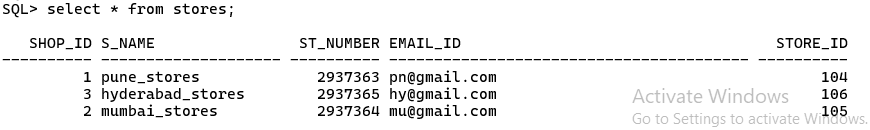 SQL> select * from stores;
SHOP_ID S_NAME ST_NUMBER EMAIL_ID STORE_ID
---------- -------------------- ---------- ---------------------------------------- ----------
1 pune_stores 2937363 pn@gmail.com 104
3 hyderabad_stores 2937365 hy@gmail.com 106
2 mumbai_stores 2937364 mu@gmail.com 105
Activate Windows
Go to Settings to activate Windows.